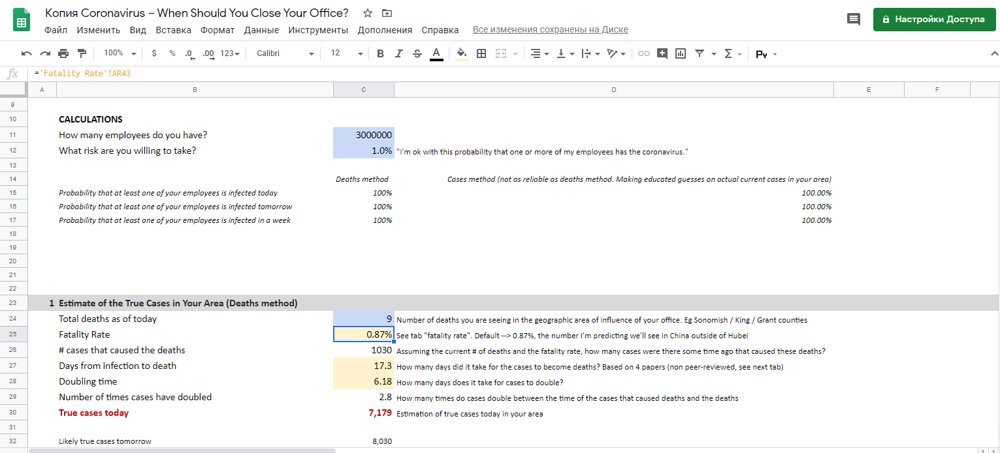 Копия Coronavirus – When Should You Close Your Office?
Файл Изменить Вид Вставка Формат Данные Инструменты Дополнения Справка Все изменения сохранены на Диске
Настройки Доступа
100% $ % .0 .00 123 Calibri 12 B I S A Σ Ру
fx ='Fatality Rate'!AR43
A B C D E F
9
10 CALCULATIONS
11 How many employees do you have? 3000000
12 What risk are you willing to take? 1.0% "I'm ok with this probability that one or more of my employees has the coronavirus."
13
14 Deaths method Cases method (not as reliable as deaths method. Making educated guesses on actual current cases in your area)
15 Probability that at least one of your employees is infected today 100% 100.00%
16 Probability that at least one of your employees is infected tomorrow 100% 100.00%
17 Probability that at least one of your employees is infected in a week 100% 100.00%
18
19
20
21
22
23 1 Estimate of the True Cases in Your Area (Deaths method)
24 Total deaths as of today 9 Number of deaths you are seeing in the geographic area of influence of your office. Eg Sonomish / King / Grant counties
25 Fatality Rate 0.87% See tab "fatality rate". Default --> 0.87%, the number I'm predicting we'll see in China outside of Hubei
26 # cases that caused the deaths 1030 Assuming the current # of deaths and the fatality rate, how many cases were there some time ago that caused these deaths?
27 Days from infection to death 17.3 How many days did it take for the cases to become deaths? Based on 4 papers (non peer-reviewed, see next tab)
28 Doubling time 6.18 How many days does it take for cases to double?
29 Number of times cases have doubled 2.8 How many times do cases double between the time of the cases that caused deaths and the deaths
30 True cases today 7,179 Estimation of true cases today in your area
31
32 Likely true cases tomorrow 8,030